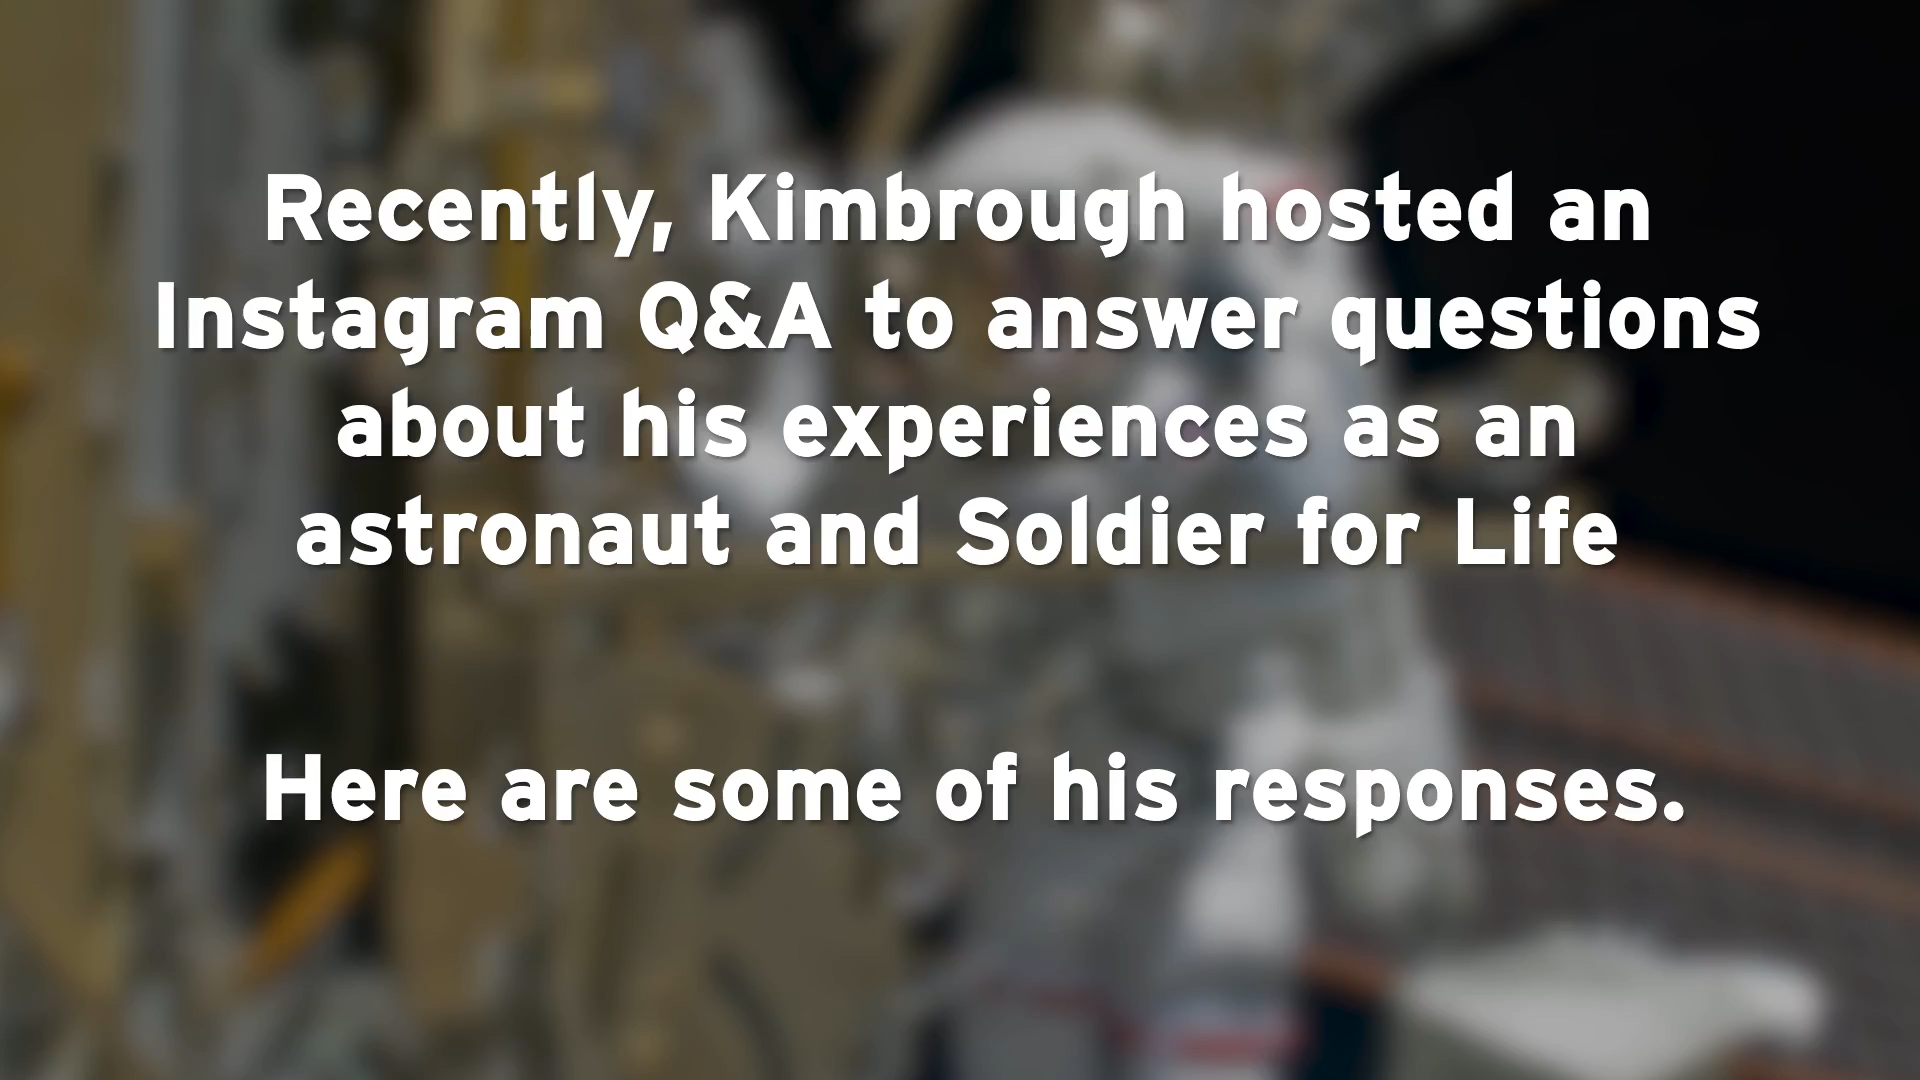 Recently, Kimbrough hosted an
Instagram Q&A to answer questions
about his experiences as an
astronaut and Soldier for Life
Here are some of his responses.